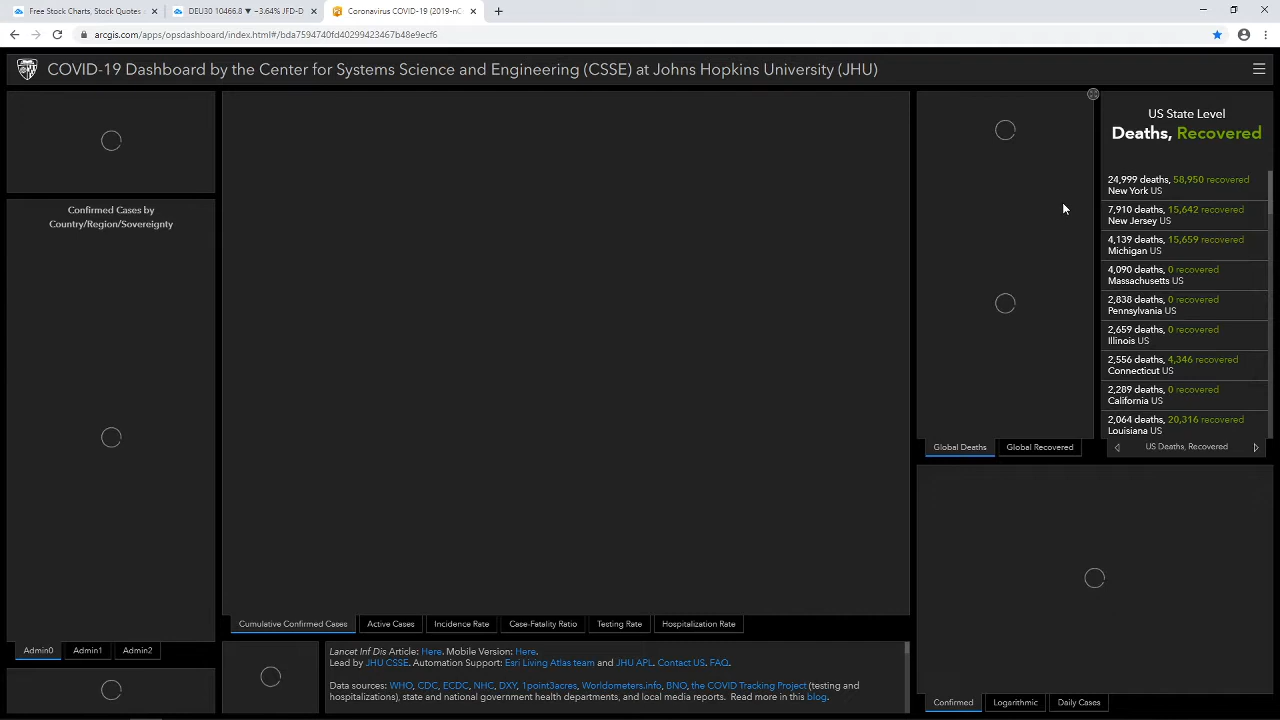 Free Stock Charts, Stock Quotes
DEU30 10466.8 ▼ −3.64% JFD-D
Coronavirus COVID-19 (2019-nC
arcgis.com/apps/opsdashboard/index.html#/bda7594740fd40299423467b48e9ecf6
COVID-19 Dashboard by the Center for Systems Science and Engineering (CSSE) at Johns Hopkins University (JHU)
Confirmed Cases by
Country/Region/Sovereignty
Admin0
Admin1
Admin2
Cumulative Confirmed Cases
Active Cases
Incidence Rate
Case-Fatality Ratio
Testing Rate
Hospitalization Rate
Lancet Inf Dis Article: Here. Mobile Version: Here.
Lead by JHU CSSE. Automation Support: Esri Living Atlas team and JHU APL. Contact US. FAQ.
Data sources: WHO, CDC, ECDC, NHC, DXY, 1point3acres, Worldometers.info, BNO, the COVID Tracking Project (testing and
hospitalizations), state and national government health departments, and local media reports. Read more in this blog.
Global Deaths
Global Recovered
US State Level
Deaths, Recovered
24,999 deaths, 58,950 recovered
New York US
7,910 deaths, 15,642 recovered
New Jersey US
4,139 deaths, 15,659 recovered
Michigan US
4,090 deaths, 0 recovered
Massachusetts US
2,838 deaths, 0 recovered
Pennsylvania US
2,659 deaths, 0 recovered
Illinois US
2,556 deaths, 4,346 recovered
Connecticut US
2,289 deaths, 0 recovered
California US
2,064 deaths, 20,316 recovered
Louisiana US
US Deaths, Recovered
Confirmed
Logarithmic
Daily Cases